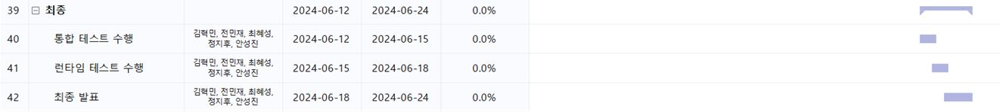 39 최종 2024-06-12 2024-06-24 0.0%
40 통합 테스트 수행 김혁민, 전민재, 최혜성, 2024-06-12 2024-06-15 0.0%
정지후, 안성진
41 런타임 테스트 수행 김혁민, 전민재, 최혜성, 2024-06-15 2024-06-18 0.0%
정지후, 안성진
42 최종 발표 김혁민, 전민재, 최혜성, 2024-06-18 2024-06-24 0.0%
정지후, 안성진